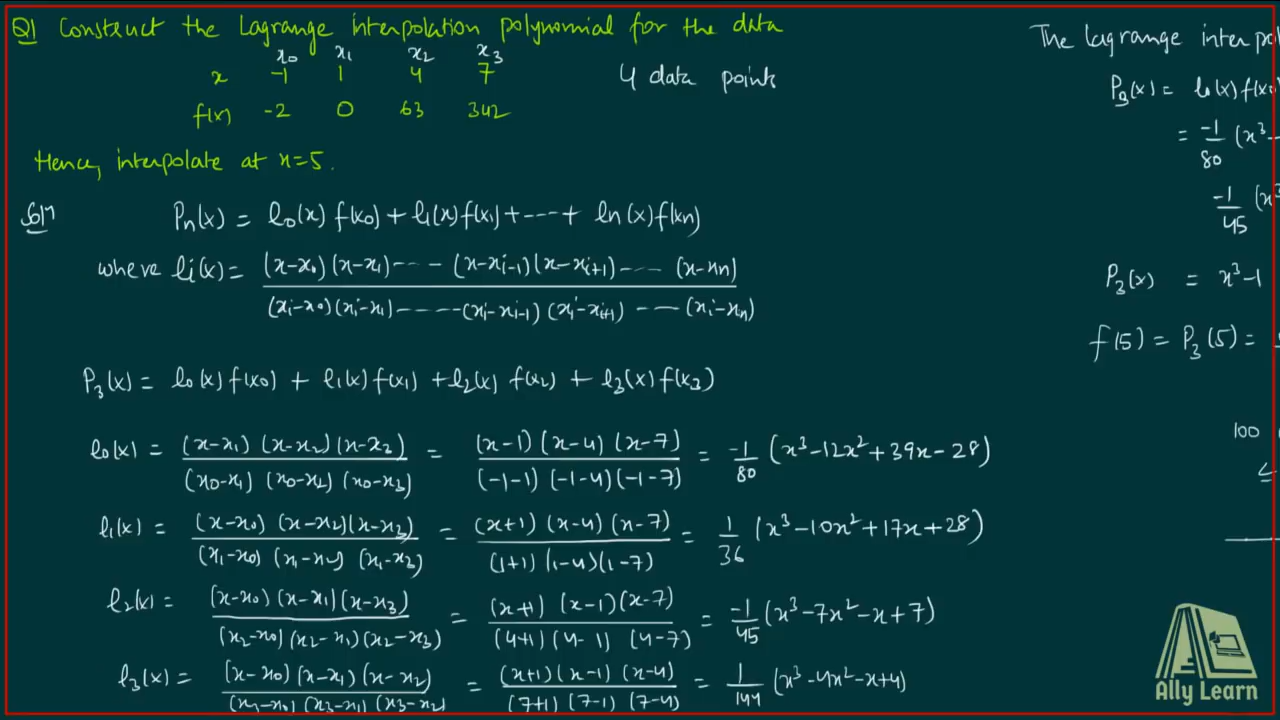 Q1 Construct the Lagrange interpolation polynomial for the data
x₀ x₁ x₂ x₃
x -1 1 4 7
4 data points
f(x) -2 0 63 342
Hence, interpolate at x=5.
Sol^n
Pn(x) = l₀(x) f(x₀) + l₁(x) f(x₁) + ---- + ln(x) f(xn)
where li(x) = (x-x₀)(x-x₁)---- (x-xi-1)(x-xi+1)---- (x-xn)
(xi-x₀)(xi-x₁)------(xi-xi-1)(xi-xi+1) ---- (xi-xn)
P₃(x) = l₀(x) f(x₀) + l₁(x) f(x₁) + l₂(x) f(x₂) + l₃(x) f(x₃)
l₀(x) = (x-x₁)(x-x₂)(x-x₃) / (x₀-x₁)(x₀-x₂)(x₀-x₃) = (x-1)(x-4)(x-7) / (-1-1)(-1-4)(-1-7) = -1/80 (x³-12x²+39x-28)
l₁(x) = (x-x₀)(x-x₂)(x-x₃) / (x₁-x₀)(x₁-x₂)(x₁-x₃) = (x+1)(x-4)(x-7) / (1+1)(1-4)(1-7) = 1/36 (x³-10x²+17x+28)
l₂(x) = (x-x₀)(x-x₁)(x-x₃) / (x₂-x₀)(x₂-x₁)(x₂-x₃) = (x+1)(x-1)(x-7) / (4+1)(4-1)(4-7) = -1/45 (x³-7x²-x+7)
l₃(x) = (x-x₀)(x-x₁)(x-x₂) / (x₃-x₀)(x₃-x₁)(x₃-x₂) = (x+1)(x-1)(x-4) / (7+1)(7-1)(7-4) = 1/144 (x³-4x²-x+4)
The Lagrange interpol
P₃(x) = l₀(x) f(x₀)
= -1/80 (x³-
-1/45 (x³
P₃(x) = x³-1
f(5) = P₃(5) =
100
≤
Ally Learn